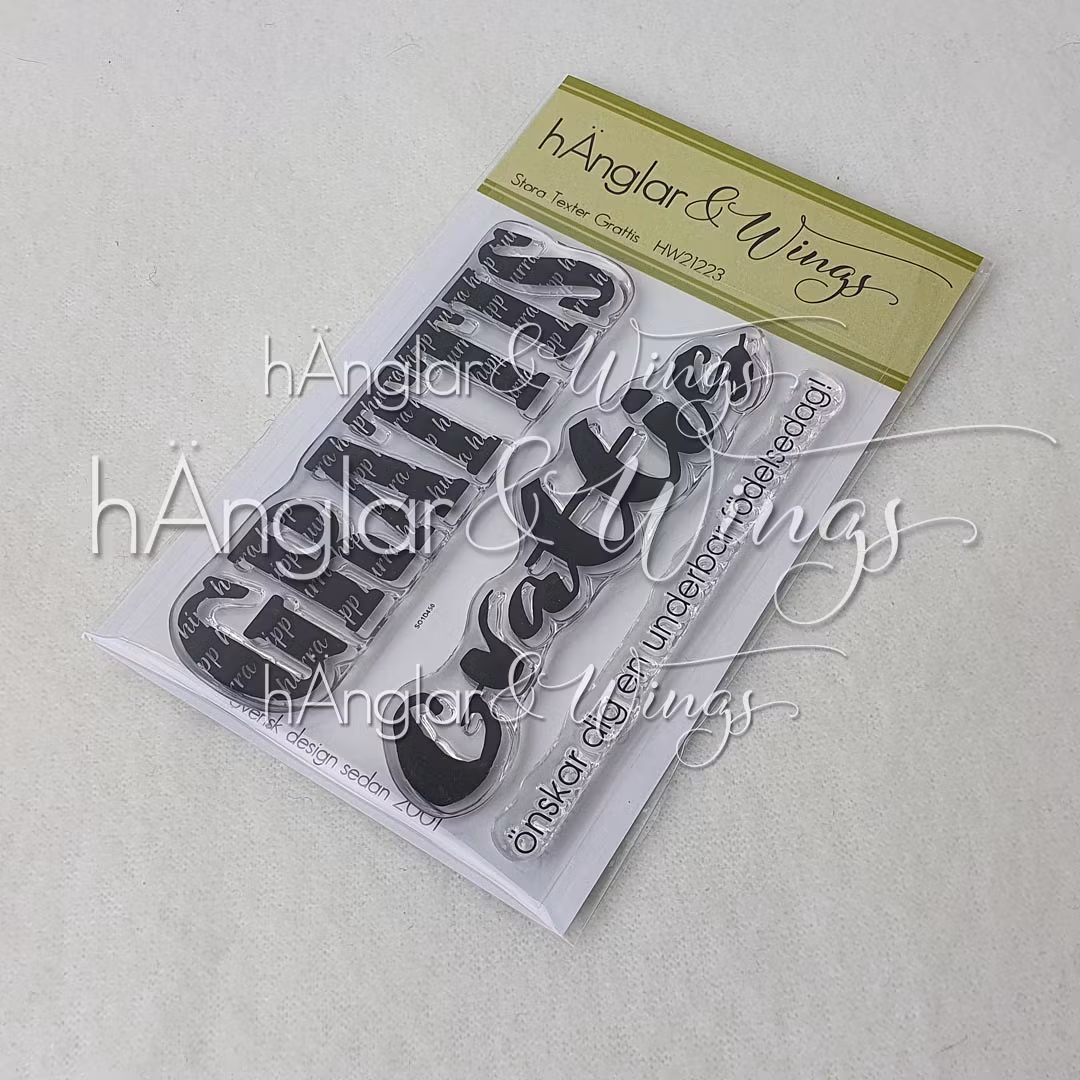 hÄnglar & Wings
Stora Texter Grattis HW21223
GRATTIS
Grattis
önskar dig en underbar födelsedag!
SO1D450
Svensk design sedan 2001
hÄnglar & Wings
hÄnglar & Wings
hÄnglar & Wings